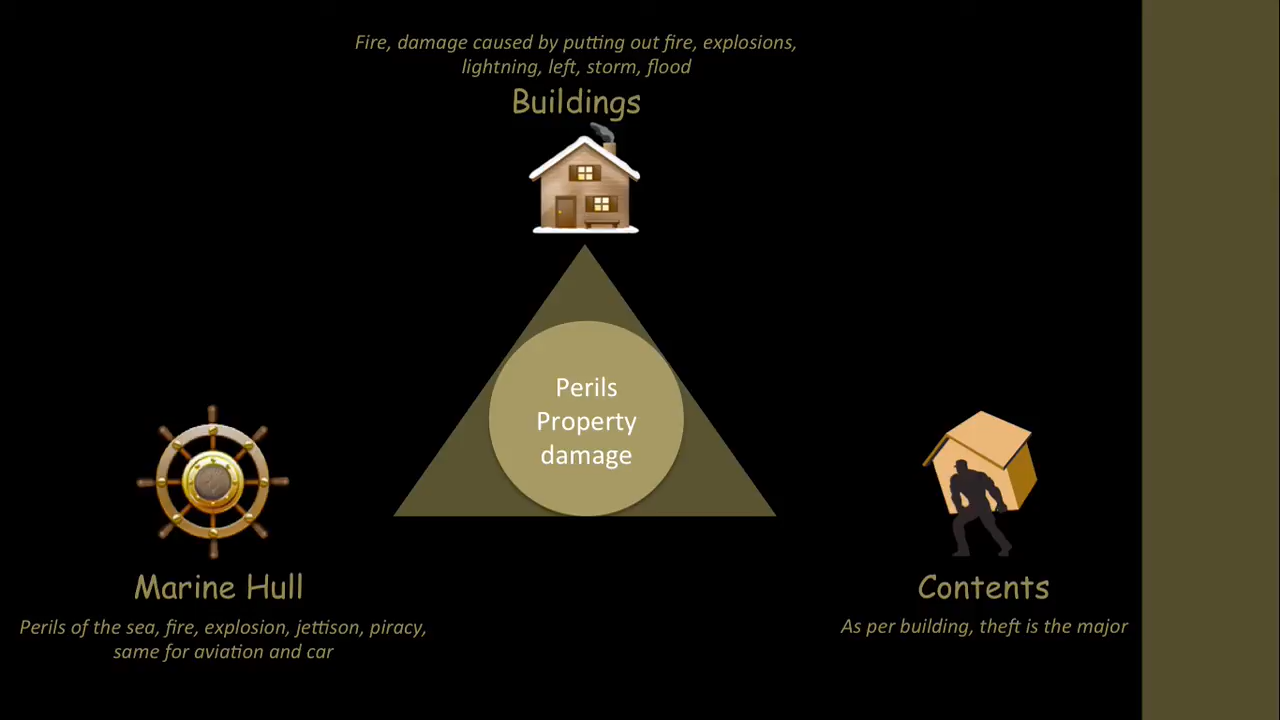 Fire, damage caused by putting out fire, explosions,
lightning, left, storm, flood
Buildings
Perils
Property
damage
Marine Hull
Perils of the sea, fire, explosion, jettison, piracy,
same for aviation and car
Contents
As per building, theft is the major